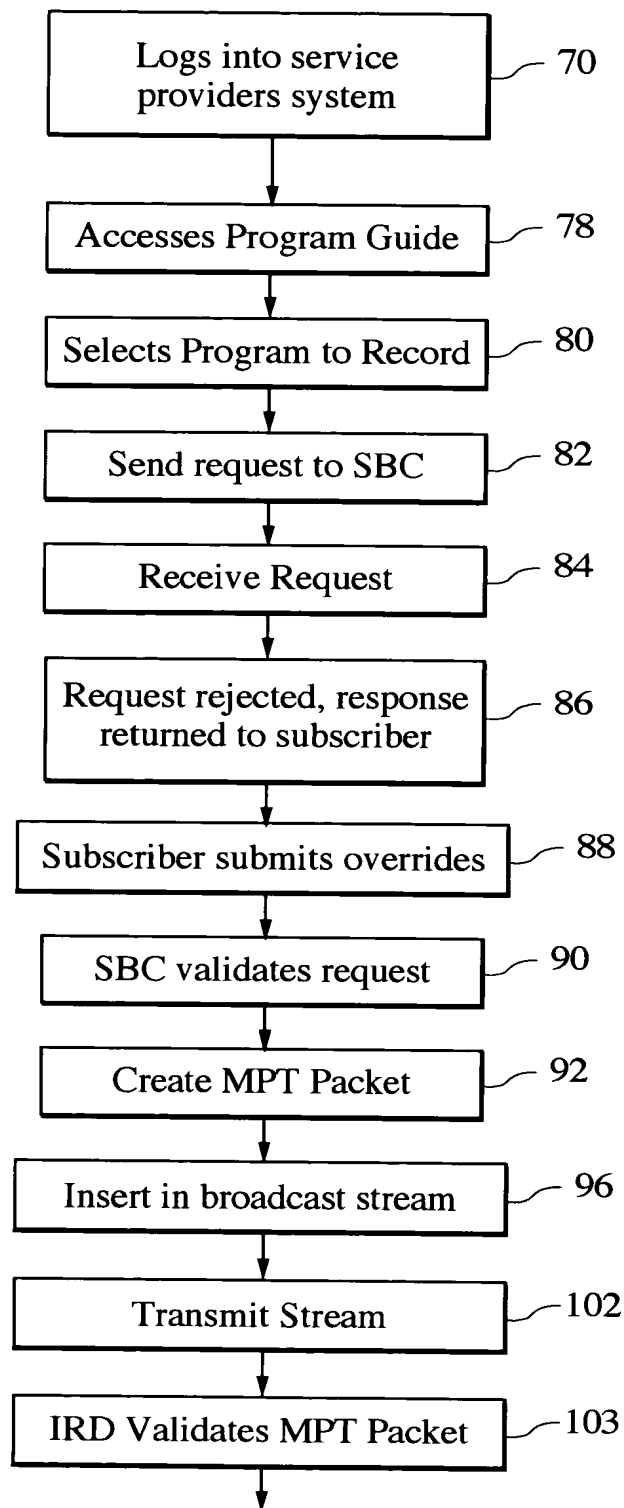 Logs into service
providers system
70
Accesses Program Guide
78
Selects Program to Record
80
Send request to SBC
82
Receive Request
84
Request rejected, response
returned to subscriber
86
Subscriber submits overrides
88
SBC validates request
90
Create MPT Packet
92
Insert in broadcast stream
96
Transmit Stream
102
IRD Validates MPT Packet
103